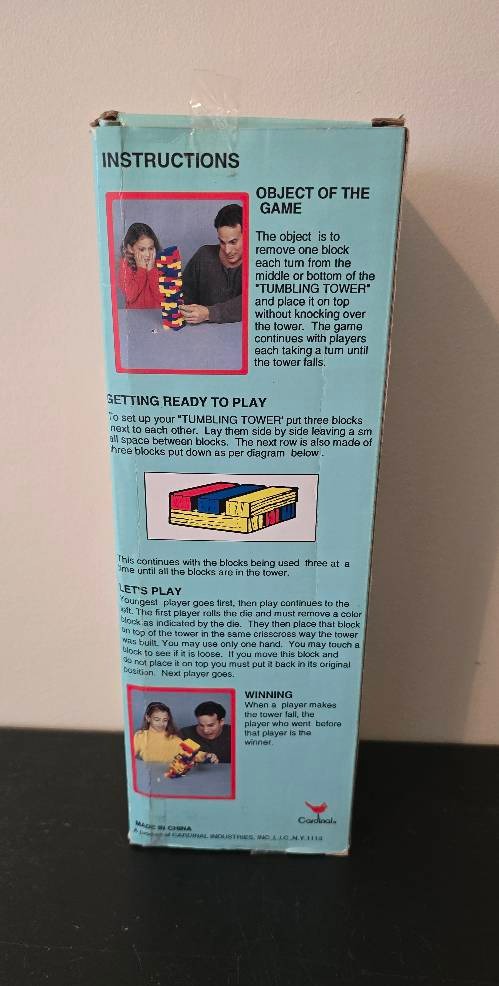 INSTRUCTIONS
OBJECT OF THE
GAME
The object is to
remove one block
each turn from the
middle or bottom of the
"TUMBLING TOWER"
and place it on top
without knocking over
the tower. The game
continues with players
each taking a turn until
the tower falls.
GETTING READY TO PLAY
To set up your "TUMBLING TOWER" put three blocks
next to each other. Lay them side by side leaving a sm
all space between blocks. The next row is also made of
three blocks put down as per diagram below.
This continues with the blocks being used three at a
time until all the blocks are in the tower.
LET'S PLAY
Youngest player goes first, then play continues to the
left. The first player rolls the die and must remove a color
block as indicated by the die. They then place that block
on top of the tower in the same crisscross way the tower
was built. You may use only one hand. You may touch a
block to see if it is loose. If you move this block and
do not place it on top you must put it back in its original
position. Next player goes.
WINNING
When a player makes
the tower fall, the
player who went before
that player is the
winner.
Cardinal
MADE IN CHINA
A product of CARDINAL INDUSTRIES, INC., L.I.C., N.Y. 1110